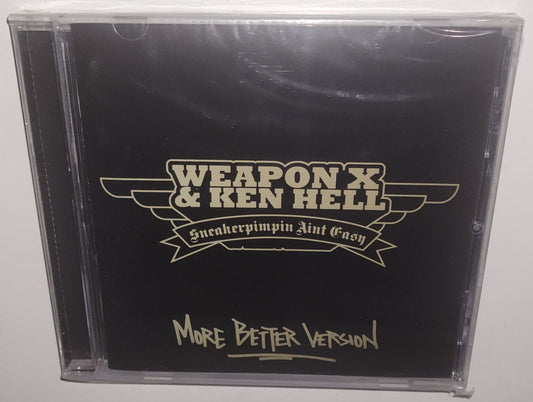 WEAPON X
& KEN HELL
Sneakerpimpin Aint Easy
MORE BETTER VERSION